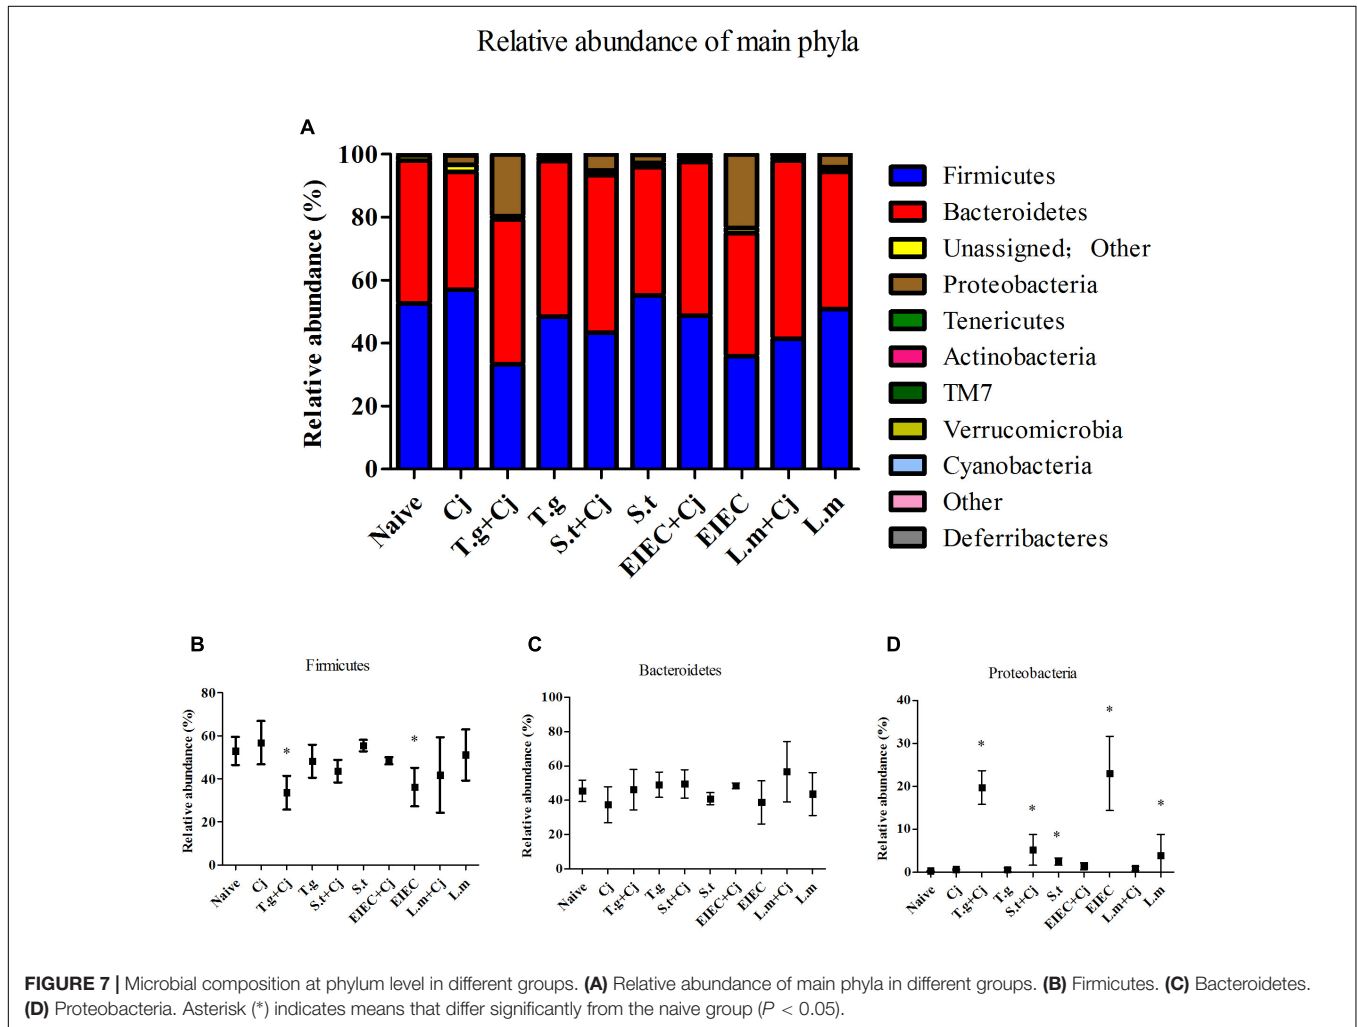 Relative abundance of main phyla
A
Relative abundance (%)
100
80
60
40
20
0
Naive
Cj
T.g+Cj
T.g
S.t+Cj
S.t
EIEC+Cj
EIEC
L.m+Cj
L.m
Firmicutes
Bacteroidetes
Unassigned; Other
Proteobacteria
Tenericutes
Actinobacteria
TM7
Verrucomicrobia
Cyanobacteria
Other
Deferribacteres
B
Firmicutes
Relative abundance (%)
80
60
40
20
0
* *
Naive
Cj
T.g+Cj
T.g
S.t+Cj
S.t
EIEC+Cj
EIEC
L.m+Cj
L.m
C
Bacteroidetes
Relative abundance (%)
100
80
60
40
20
0
Naive
Cj
T.g+Cj
T.g
S.t+Cj
S.t
EIEC+Cj
EIEC
L.m+Cj
L.m
D
Proteobacteria
Relative abundance (%)
40
30
20
10
0
* * * * *
Naive
Cj
T.g+Cj
T.g
S.t+Cj
S.t
EIEC+Cj
EIEC
L.m+Cj
L.m
FIGURE 7 | Microbial composition at phylum level in different groups. (A) Relative abundance of main phyla in different groups. (B) Firmicutes. (C) Bacteroidetes.
(D) Proteobacteria. Asterisk (*) indicates means that differ significantly from the naive group (P < 0.05).